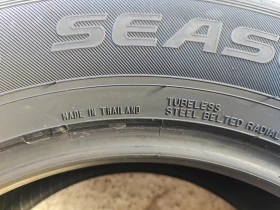 SEAS
MADE IN THAILAND
TUBELESS
STEEL BELTED RADIAL